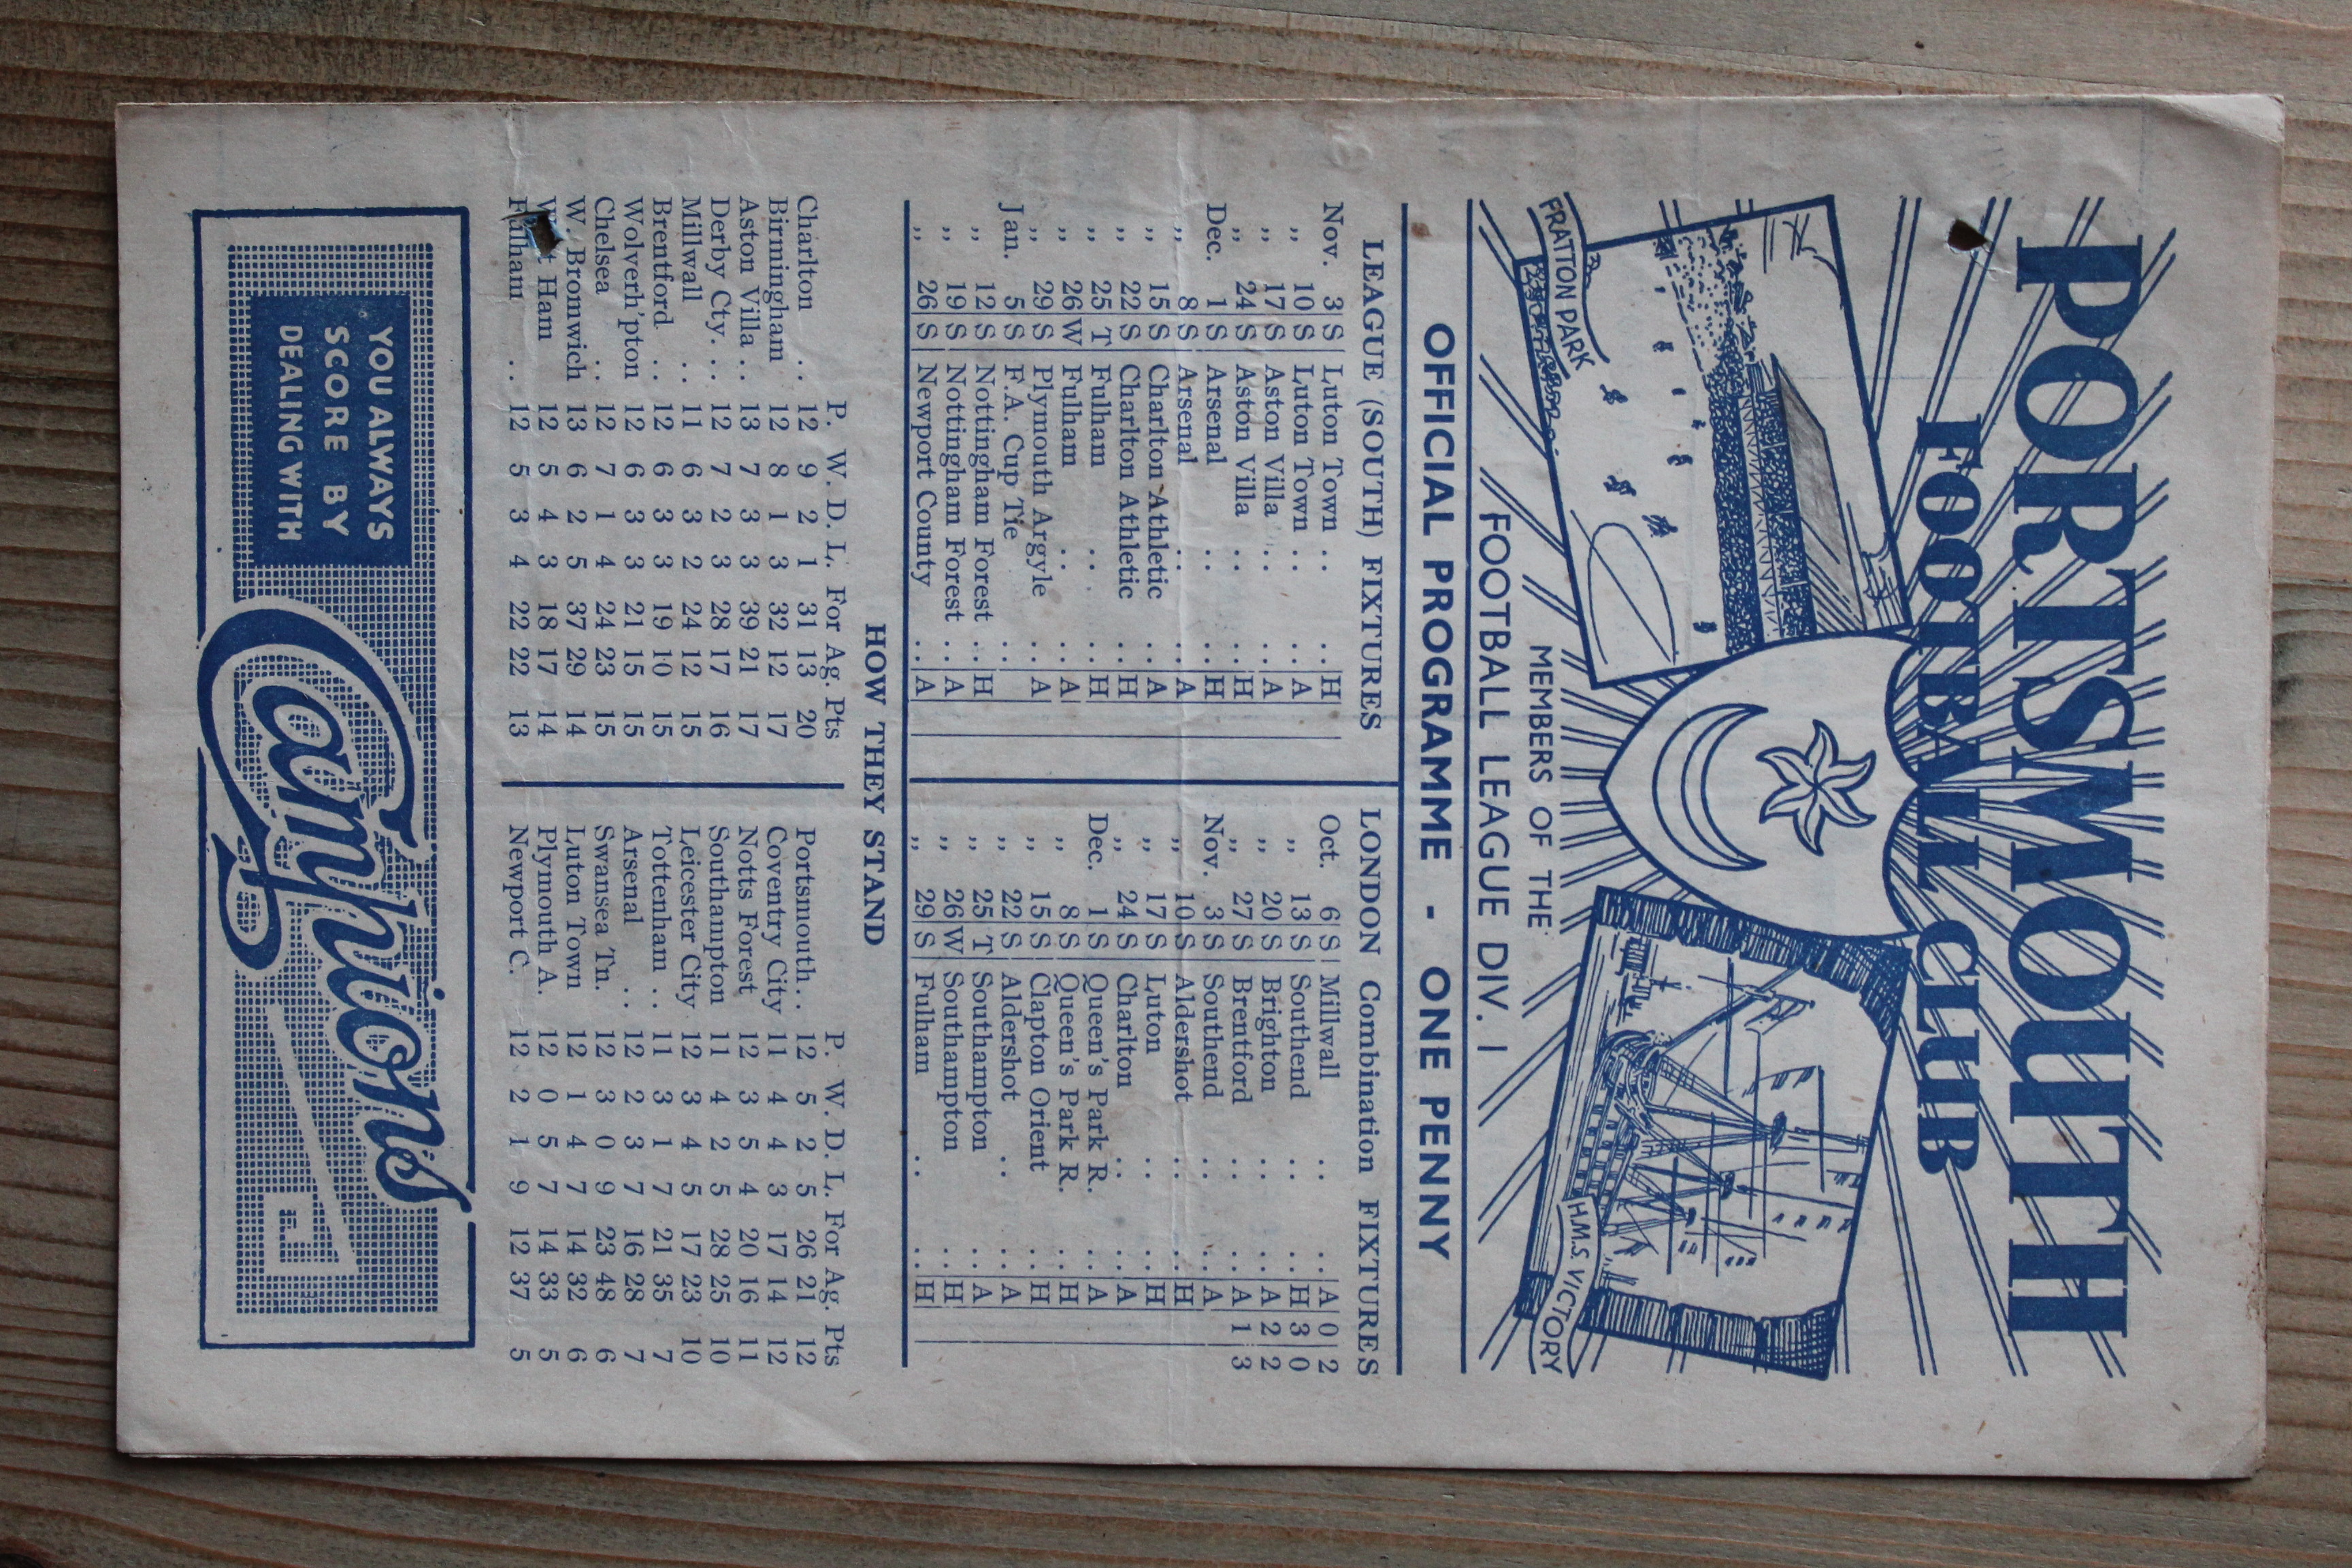 PORTSMOUTH
FOOTBALL CLUB
FRATTON PARK
H.M.S. VICTORY
MEMBERS OF THE
FOOTBALL LEAGUE DIV. I
OFFICIAL PROGRAMME - ONE PENNY
LEAGUE (SOUTH) FIXTURES
Nov. 3 S Luton Town .. .. H
,, 10 S Luton Town .. .. A
,, 17 S Aston Villa .. .. A
,, 24 S Aston Villa .. .. H
Dec. 1 S Arsenal .. .. H
,, 8 S Arsenal .. .. A
,, 15 S Charlton Athletic .. A
,, 22 S Charlton Athletic .. H
,, 25 T Fulham .. .. H
,, 26 W Fulham .. .. A
,, 29 S Plymouth Argyle .. A
Jan. 5 S F.A. Cup Tie ..
,, 12 S Nottingham Forest .. H
,, 19 S Nottingham Forest .. A
,, 26 S Newport County .. A
LONDON Combination FIXTURES
Oct. 6 S Millwall .. .. A 0 2
,, 13 S Southend .. .. H 3 0
,, 20 S Brighton .. .. A 2 2
,, 27 S Brentford .. .. A 1 3
Nov. 3 S Southend .. .. A
,, 10 S Aldershot .. .. H
,, 17 S Luton .. .. H
,, 24 S Charlton .. .. A
Dec. 1 S Queen's Park R. .. A
,, 8 S Queen's Park R. .. H
,, 15 S Clapton Orient .. H
,, 22 S Aldershot .. .. A
,, 25 T Southampton .. A
,, 26 W Southampton .. H
,, 29 S Fulham .. .. H
HOW THEY STAND
P. W. D. L. For Ag. Pts
Charlton .. 12 9 2 1 31 13 20
Birmingham 12 8 1 3 32 12 17
Aston Villa .. 13 7 3 3 39 21 17
Derby Cty. .. 12 7 2 3 28 17 16
Millwall .. 11 6 3 2 24 12 15
Brentford .. 12 6 3 3 19 10 15
Wolverh'pton 12 6 3 3 21 15 15
Chelsea .. 12 7 1 4 24 23 15
W. Bromwich 13 6 2 5 37 29 14
W t Ham 12 5 4 3 18 17 14
Fulham .. 12 5 3 4 22 22 13
P. W. D. L. For Ag. Pts
Portsmouth .. 12 5 2 5 26 21 12
Coventry City 11 4 4 3 17 14 12
Notts Forest 12 3 5 4 20 16 11
Southampton 11 4 2 5 28 25 10
Leicester City 12 3 4 5 17 23 10
Tottenham .. 11 3 1 7 21 35 7
Arsenal .. 12 2 3 7 16 28 7
Swansea Tn. 12 3 0 9 23 48 6
Luton Town 12 1 4 7 14 32 6
Plymouth A. 12 0 5 7 14 33 5
Newport C. 12 2 1 9 12 37 5
YOU ALWAYS
SCORE BY
DEALING WITH
Campions